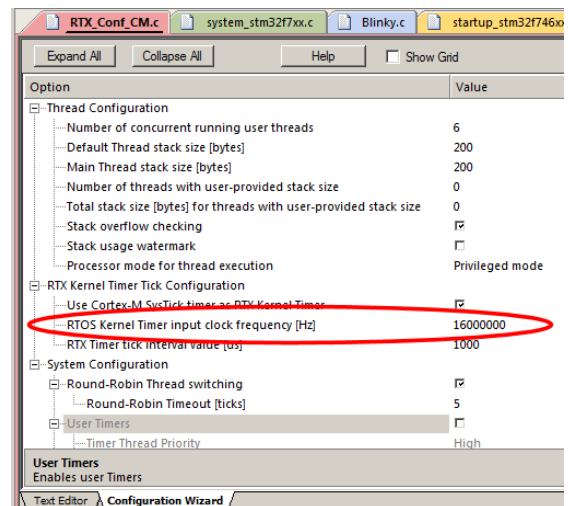 RTX_Conf_CM.c system_stm32f7xx.c Blinky.c startup_stm32f746xx
Expand All Collapse All Help Show Grid
Option Value
Thread Configuration
Number of concurrent running user threads 6
Default Thread stack size [bytes] 200
Main Thread stack size [bytes] 200
Number of threads with user-provided stack size 0
Total stack size [bytes] for threads with user-provided stack size 0
Stack overflow checking
Stack usage watermark
Processor mode for thread execution Privileged mode
RTX Kernel Timer Tick Configuration
Use Cortex-M SysTick timer as RTX Kernel Timer
RTOS Kernel Timer input clock frequency [Hz] 16000000
RTX Timer tick interval value [us] 1000
System Configuration
Round-Robin Thread switching
Round-Robin Timeout [ticks] 5
User Timers
Timer Thread Priority High
User Timers
Enables user Timers
Text Editor Configuration Wizard